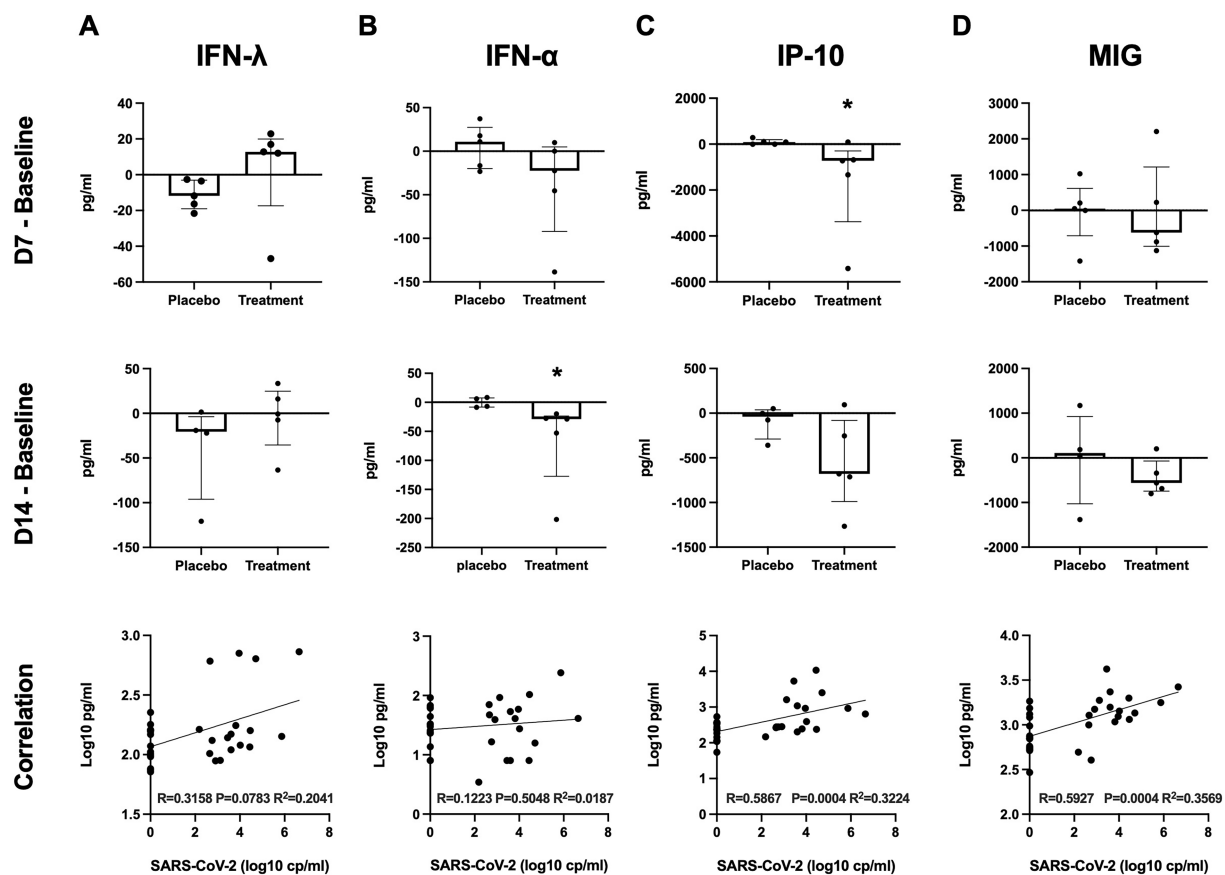 A B C D
IFN-λ IFN-α IP-10 MIG
D7 - Baseline
pg/ml
40
20
0
-20
-40
-60
Placebo Treatment
pg/ml
50
0
-50
-100
-150
Placebo Treatment
pg/ml
2000
0
-2000
-4000
-6000
*
Placebo Treatment
pg/ml
3000
2000
1000
0
-1000
-2000
Placebo Treatment
D14 - Baseline
pg/ml
50
0
-50
-100
-150
Placebo Treatment
pg/ml
50
0
-50
-100
-150
-200
-250
*
placebo Treatment
pg/ml
500
0
-500
-1000
-1500
Placebo Treatment
pg/ml
2000
1000
0
-1000
-2000
Placebo Treatment
Correlation
Log10 pg/ml
3.0
2.5
2.0
1.5
R=0.3158 P=0.0783 R²=0.2041
0 2 4 6 8
SARS-CoV-2 (log10 cp/ml)
Log10 pg/ml
3
2
1
0
R=0.1223 P=0.5048 R²=0.0187
0 2 4 6 8
SARS-CoV-2 (log10 cp/ml)
Log10 pg/ml
5
4
3
2
1
0
R=0.5867 P=0.0004 R²=0.3224
0 2 4 6 8
SARS-CoV-2 (log10 cp/ml)
Log10 pg/ml
4.0
3.5
3.0
2.5
2.0
R=0.5927 P=0.0004 R²=0.3569
0 2 4 6 8
SARS-CoV-2 (log10 cp/ml)